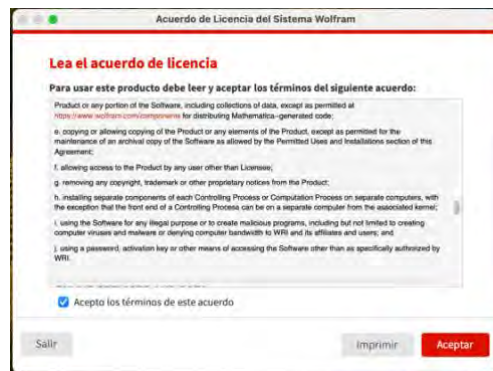 Acuerdo de Licencia del Sistema Wolfram
Lea el acuerdo de licencia
Para usar este producto debe leer y aceptar los términos del siguiente acuerdo:
Product or any portion of the Software, including collections of data, except as permitted at
https://www.wolfram.com/components for distributing Mathematica-generated code;
e. copying or allowing copying of the Product or any elements of the Product, except as permitted for the
maintenance of an archival copy of the Software as allowed by the Permitted Uses and Installations section of this
Agreement;
f. allowing access to the Product by any user other than Licensee;
g. removing any copyright, trademark or other proprietary notices from the Product;
h. installing separate components of each Controlling Process or Computation Process on separate computers, with
the exception that the front end of a Controlling Process can be on a separate computer from the associated kernel;
i. using the Software for any illegal purpose or to create malicious programs, including but not limited to creating
computer viruses and malware or denying computer bandwidth to WRI and its affiliates and users; and
j. using a password, activation key or other means of accessing the Software other than as specifically authorized by
WRI.
Acepto los términos de este acuerdo
Salir
Imprimir
Aceptar